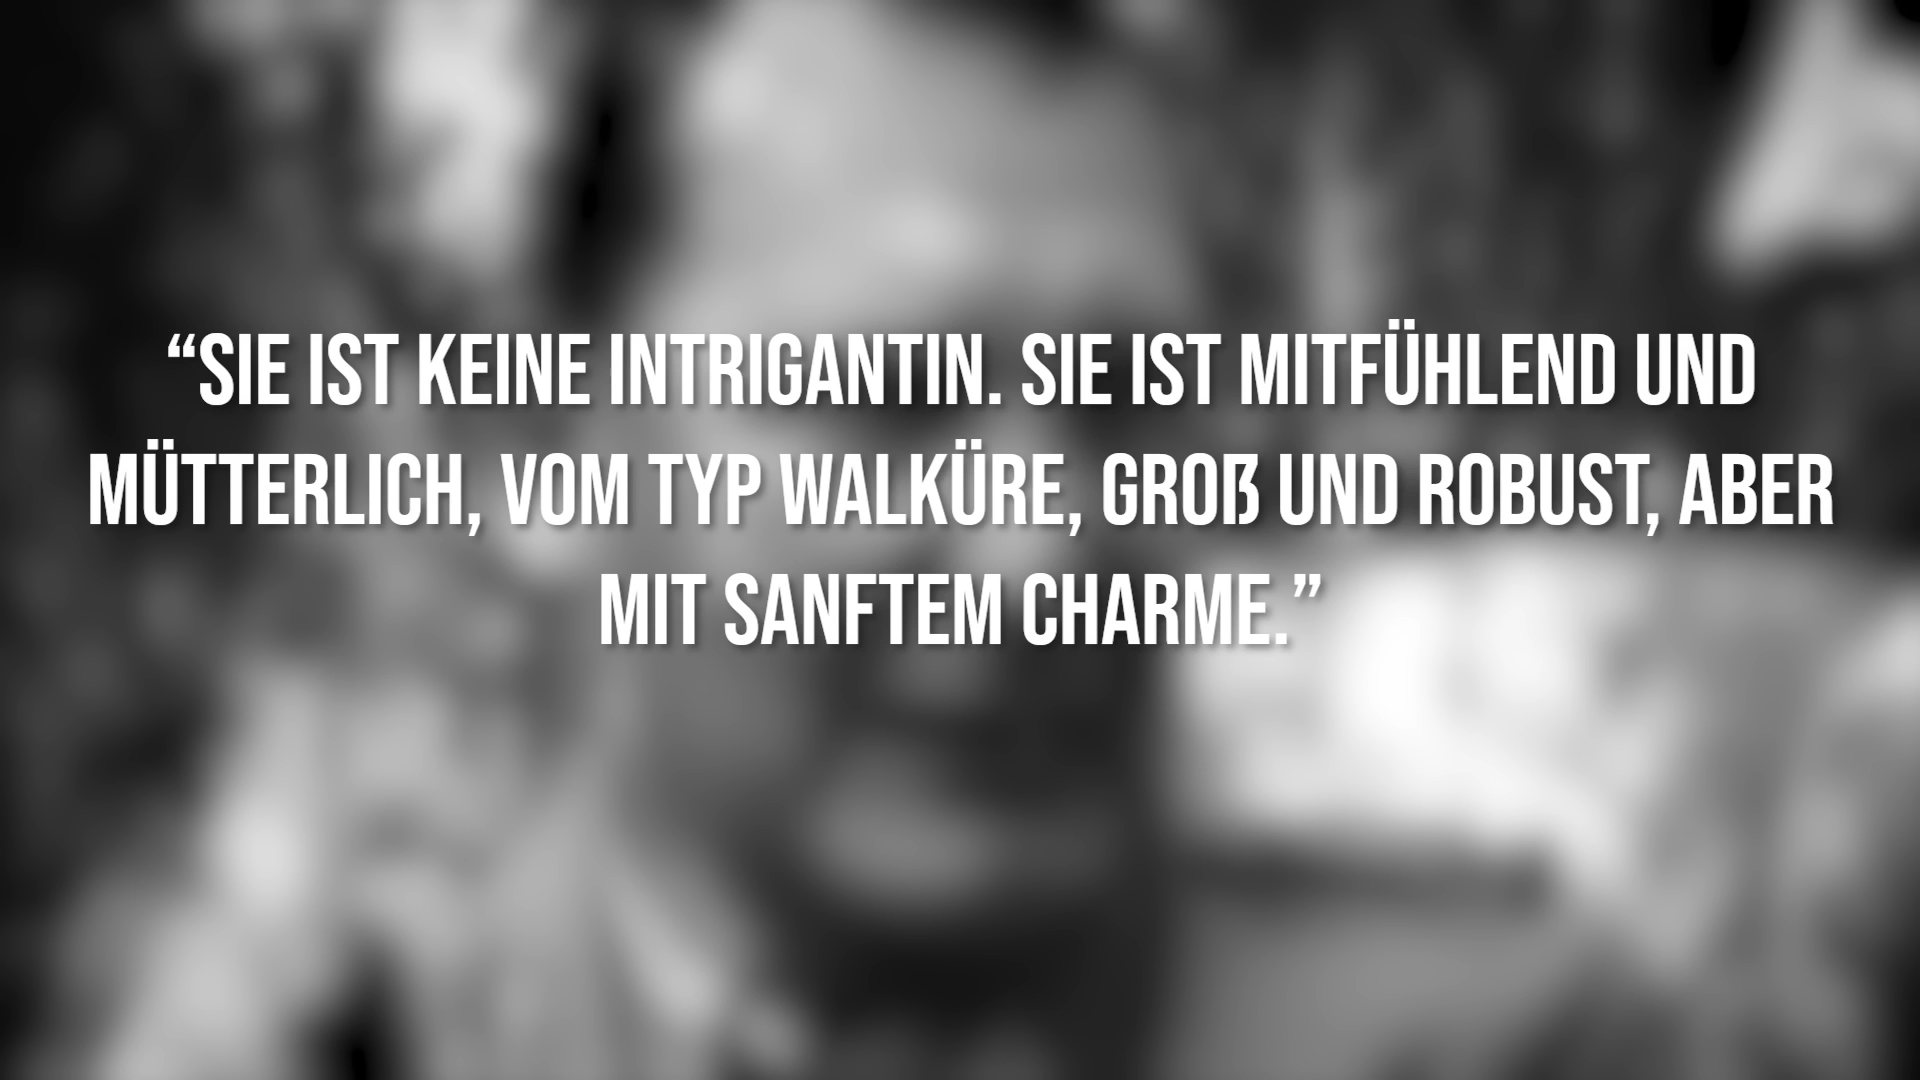 “SIE IST KEINE INTRIGANTIN. SIE IST MITFÜHLEND UND
MÜTTERLICH, VOM TYP WALKÜRE, GROß UND ROBUST, ABER
MIT SANFTEM CHARME.”